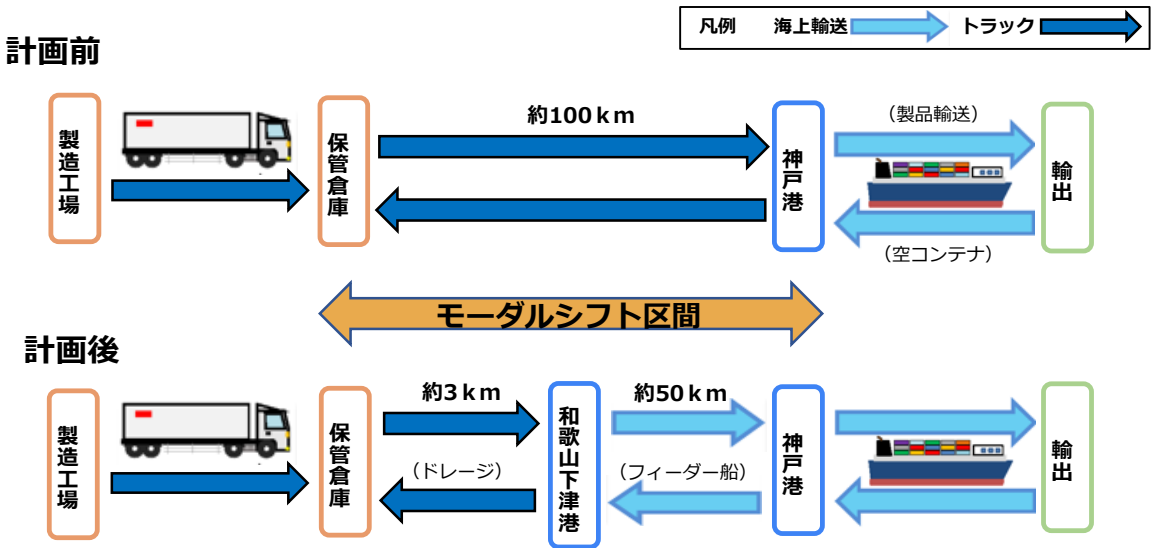 凡例 海上輸送 トラック
計画前
製造工場
保管倉庫
約100ｋｍ
神戸港
（製品輸送）
（空コンテナ）
輸出
モーダルシフト区間
計画後
製造工場
保管倉庫
約3ｋｍ
（ドレージ）
和歌山下津港
約50ｋｍ
（フィーダー船）
神戸港
輸出